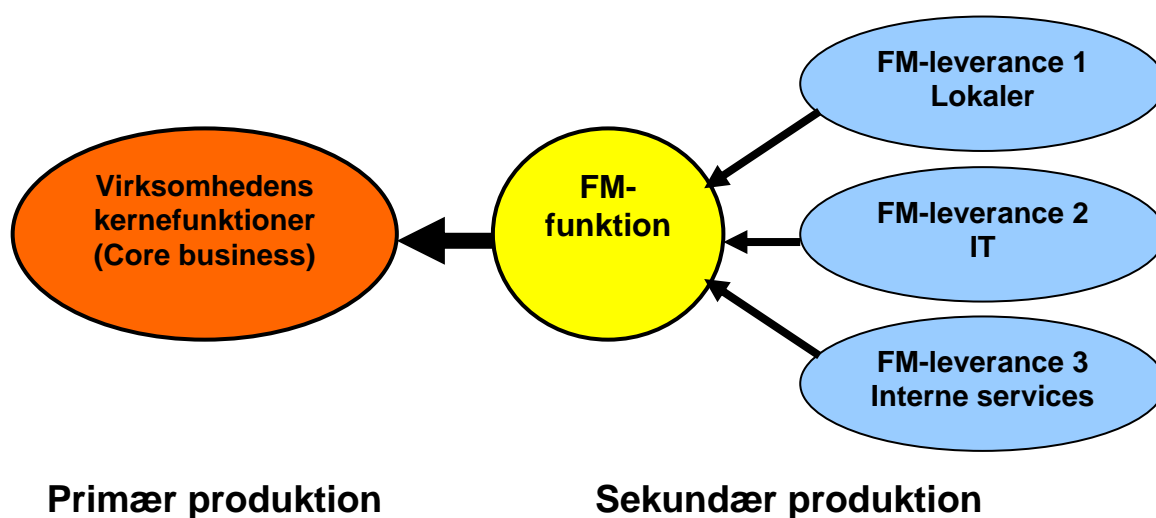 Virksomhedens
kernefunktioner
(Core business)
FM-
funktion
FM-leverance 1
Lokaler
FM-leverance 2
IT
FM-leverance 3
Interne services
Primær produktion
Sekundær produktion